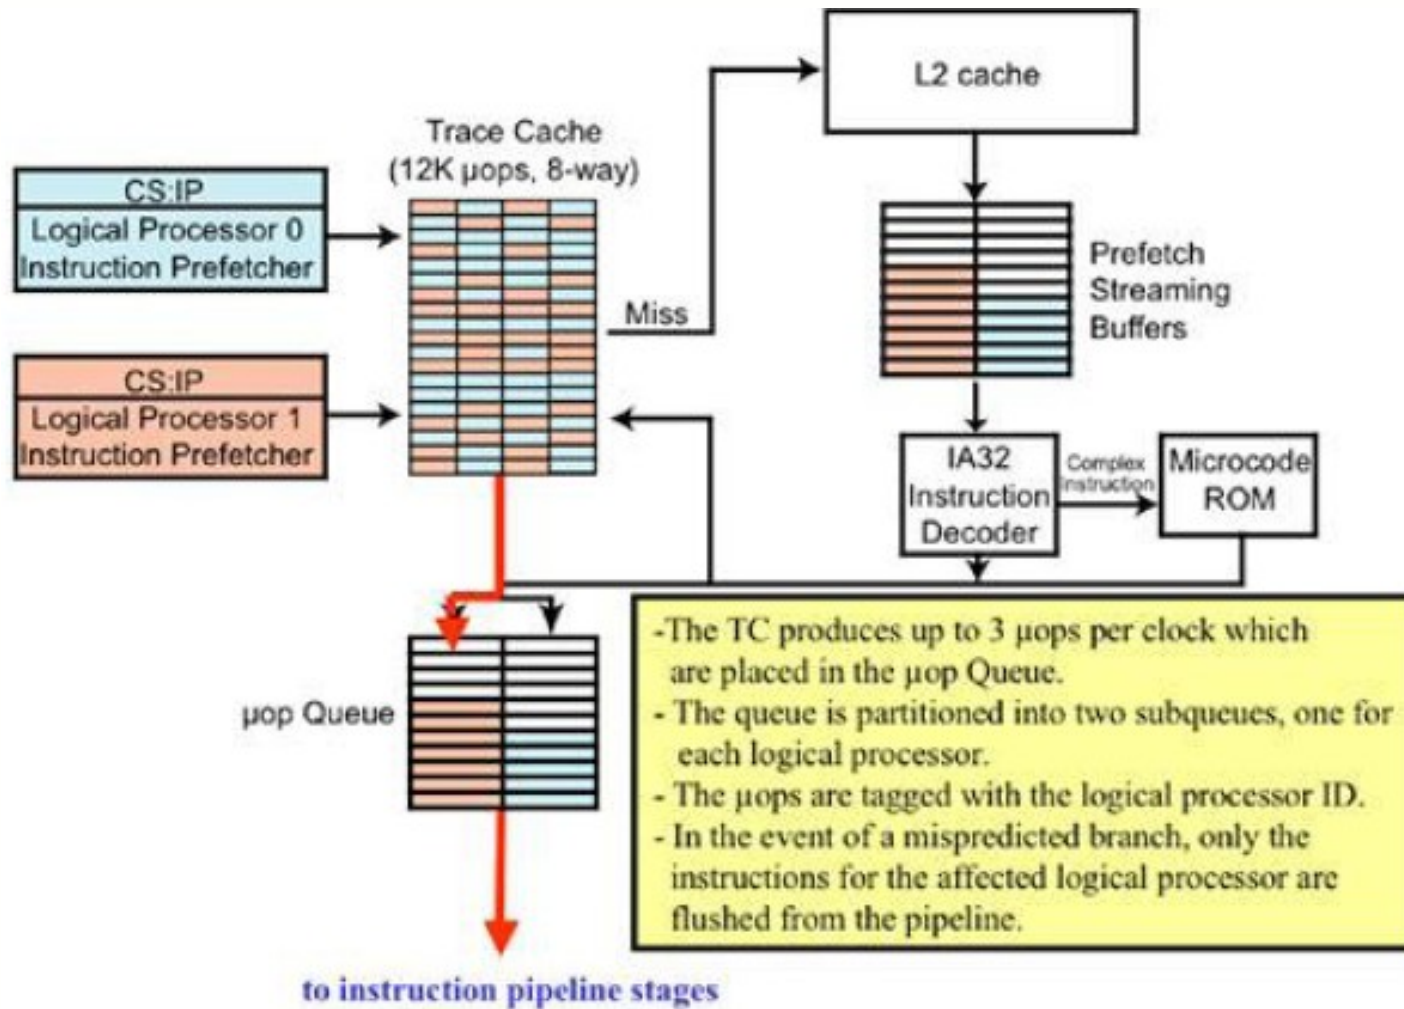 L2 cache
Trace Cache
(12K µops, 8-way)
CS:IP
Logical Processor 0
Instruction Prefetcher
Miss
Prefetch
Streaming
Buffers
CS:IP
Logical Processor 1
Instruction Prefetcher
IA32
Instruction
Decoder
Complex
Instruction
Microcode
ROM
µop Queue
-The TC produces up to 3 µops per clock which
are placed in the µop Queue.
- The queue is partitioned into two subqueues, one for
each logical processor.
- The µops are tagged with the logical processor ID.
- In the event of a mispredicted branch, only the
instructions for the affected logical processor are
flushed from the pipeline.
to instruction pipeline stages